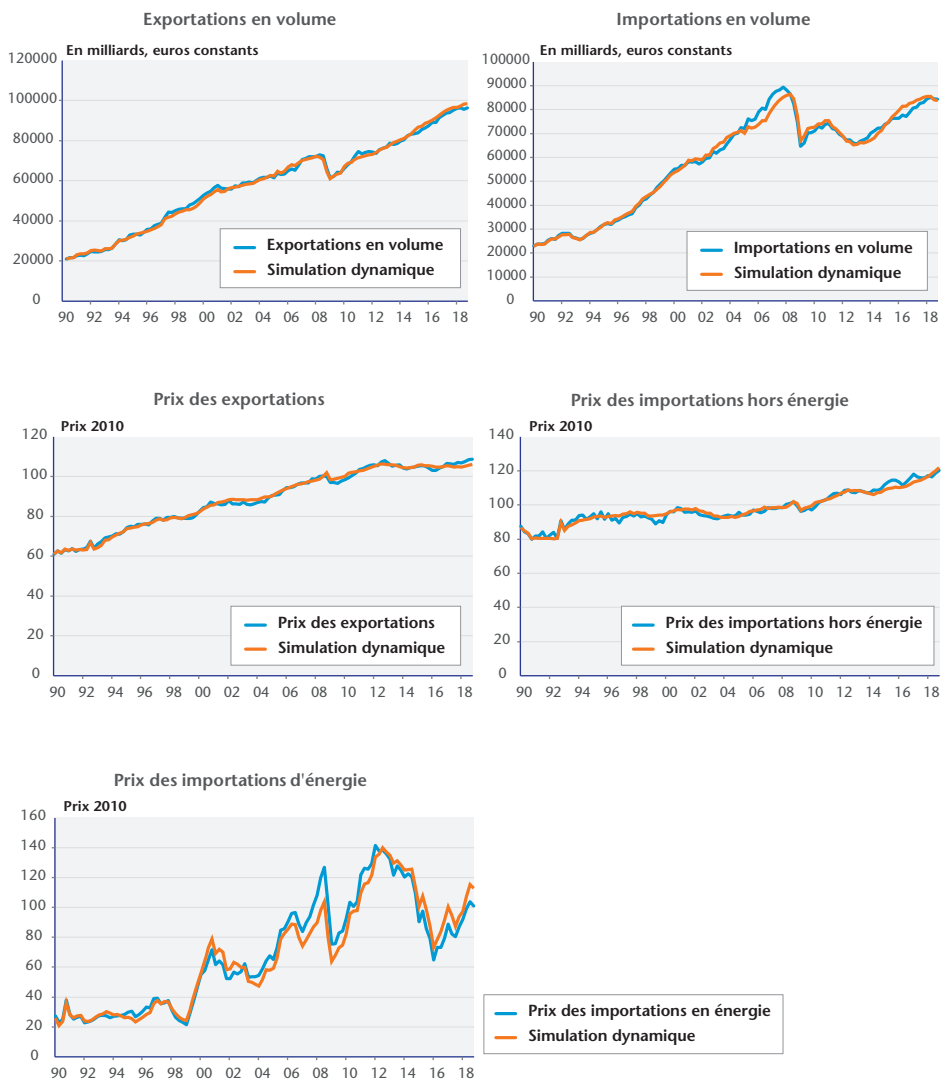 Exportations en volume
En milliards, euros constants
120000
100000
80000
60000
40000
20000
0
90 92 94 96 98 00 02 04 06 08 10 12 14 16 18
Exportations en volume
Simulation dynamique
Importations en volume
En milliards, euros constants
100000
90000
80000
70000
60000
50000
40000
30000
20000
10000
0
90 92 94 96 98 00 02 04 06 08 10 12 14 16 18
Importations en volume
Simulation dynamique
Prix des exportations
Prix 2010
120
100
80
60
40
20
0
90 92 94 96 98 00 02 04 06 08 10 12 14 16 18
Prix des exportations
Simulation dynamique
Prix des importations hors énergie
Prix 2010
140
120
100
80
60
40
20
0
90 92 94 96 98 00 02 04 06 08 10 12 14 16 18
Prix des importations hors énergie
Simulation dynamique
Prix des importations d'énergie
Prix 2010
160
140
120
100
80
60
40
20
0
90 92 94 96 98 00 02 04 06 08 10 12 14 16 18
Prix des importations en énergie
Simulation dynamique